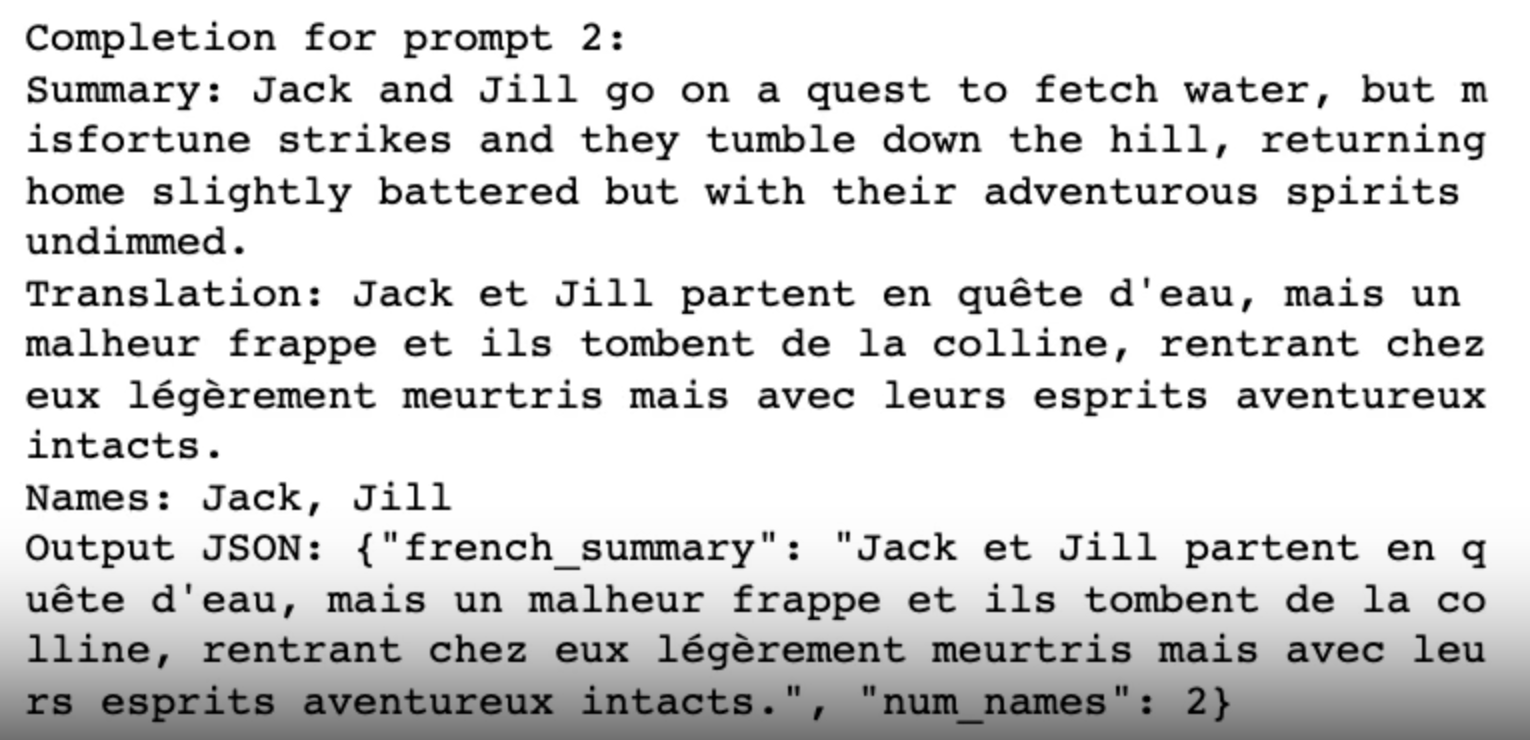 Completion for prompt 2:
Summary: Jack and Jill go on a quest to fetch water, but m
isfortune strikes and they tumble down the hill, returning
home slightly battered but with their adventurous spirits
undimmed.
Translation: Jack et Jill partent en quête d'eau, mais un
malheur frappe et ils tombent de la colline, rentrant chez
eux légèrement meurtris mais avec leurs esprits aventureux
intacts.
Names: Jack, Jill
Output JSON: {"french_summary": "Jack et Jill partent en q
uête d'eau, mais un malheur frappe et ils tombent de la co
lline, rentrant chez eux légèrement meurtris mais avec leu
rs esprits aventureux intacts.", "num_names": 2}